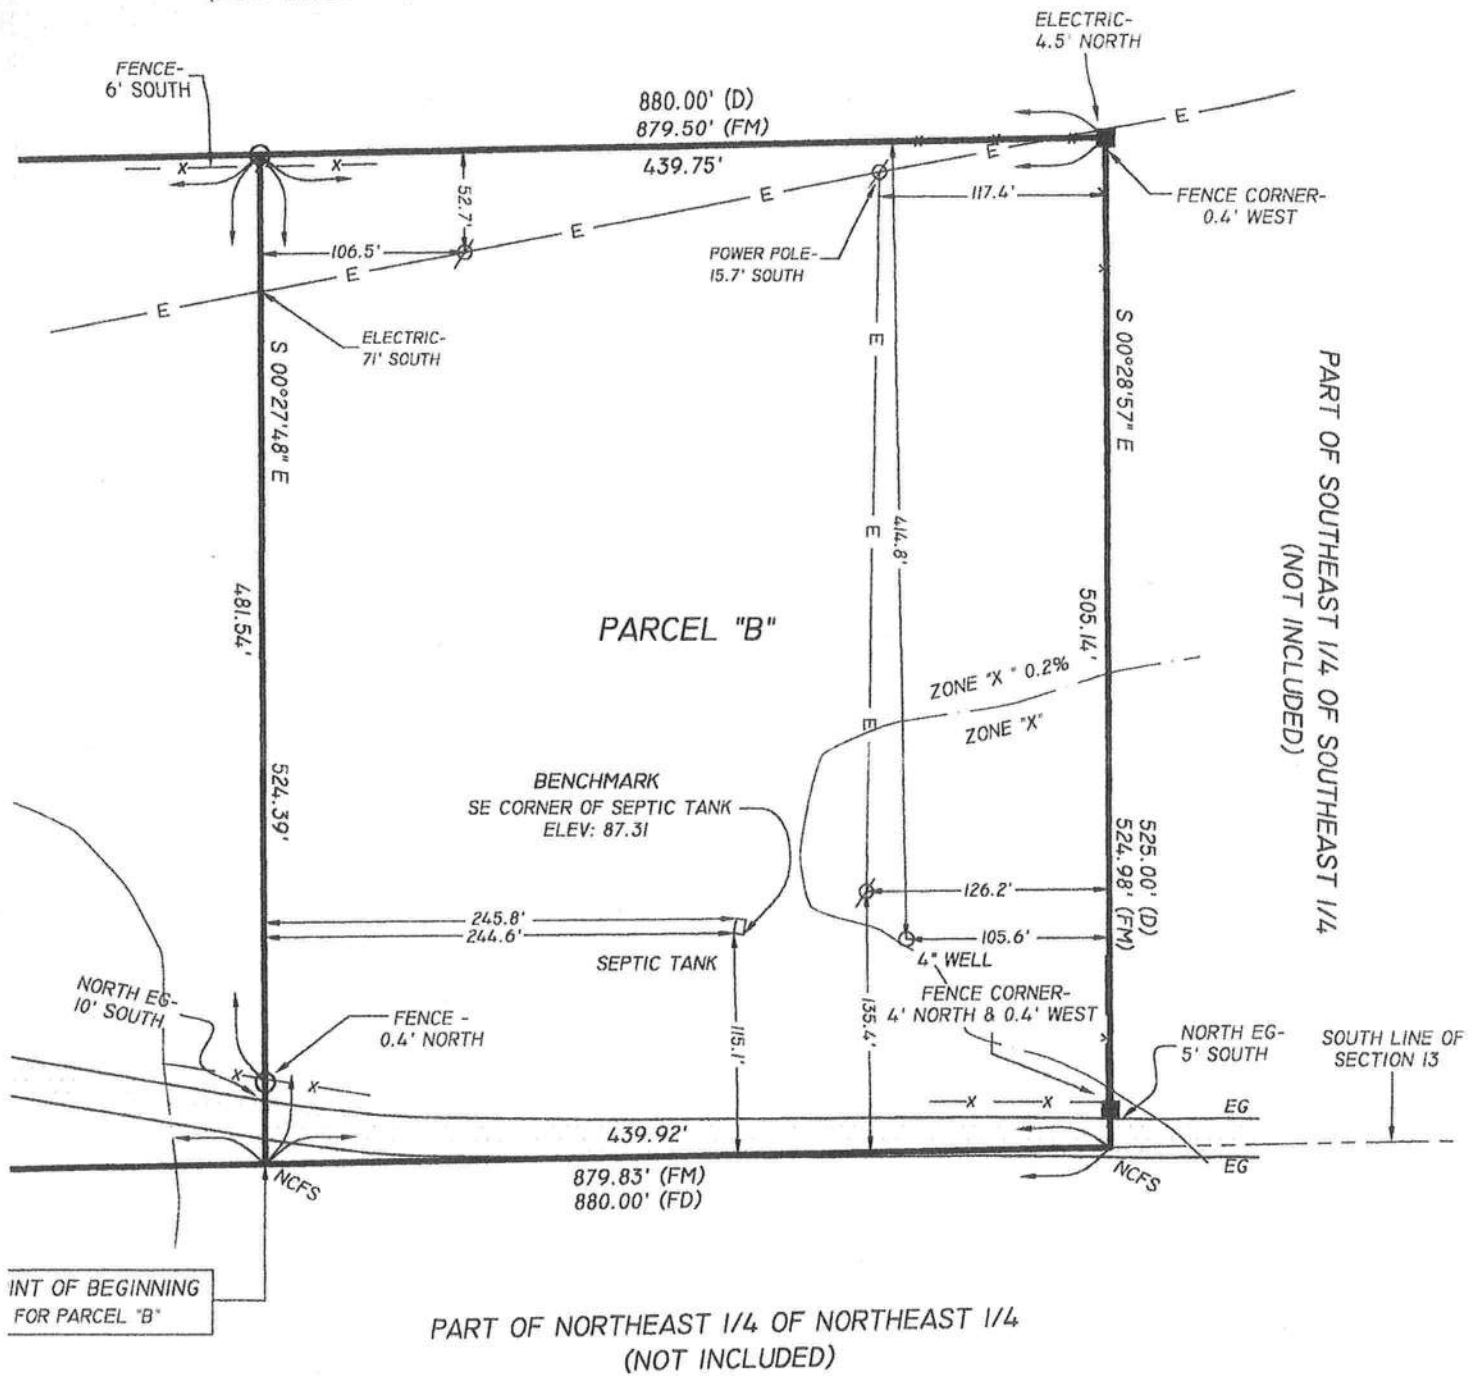 ELECTRIC-
4.5' NORTH
FENCE-
6' SOUTH
880.00' (D)
879.50' (FM)
439.75'
E
x
x
x
x
x
E
FENCE CORNER-
0.4' WEST
117.4'
52.7'
E
E
106.5'
E
E
POWER POLE-
15.7' SOUTH
ELECTRIC-
71' SOUTH
E
E
S 00°27'48" E
S 00°28'57" E
414.8'
481.54'
505.14'
PARCEL "B"
PART OF SOUTHEAST 1/4 OF SOUTHEAST 1/4
(NOT INCLUDED)
ZONE "X" 0.2%
E
ZONE "X"
524.39'
BENCHMARK
SE CORNER OF SEPTIC TANK
ELEV: 87.31
525.00' (D)
524.98' (FM)
126.2'
245.8'
244.6'
105.6'
SEPTIC TANK
4" WELL
NORTH EG-
10' SOUTH
FENCE -
0.4' NORTH
115.1'
135.4'
FENCE CORNER-
4' NORTH & 0.4' WEST
NORTH EG-
5' SOUTH
SOUTH LINE OF
SECTION 13
x
x
x
x
EG
439.92'
EG
NCFS
NCFS
879.83' (FM)
880.00' (FD)
INT OF BEGINNING
FOR PARCEL "B"
PART OF NORTHEAST 1/4 OF NORTHEAST 1/4
(NOT INCLUDED)